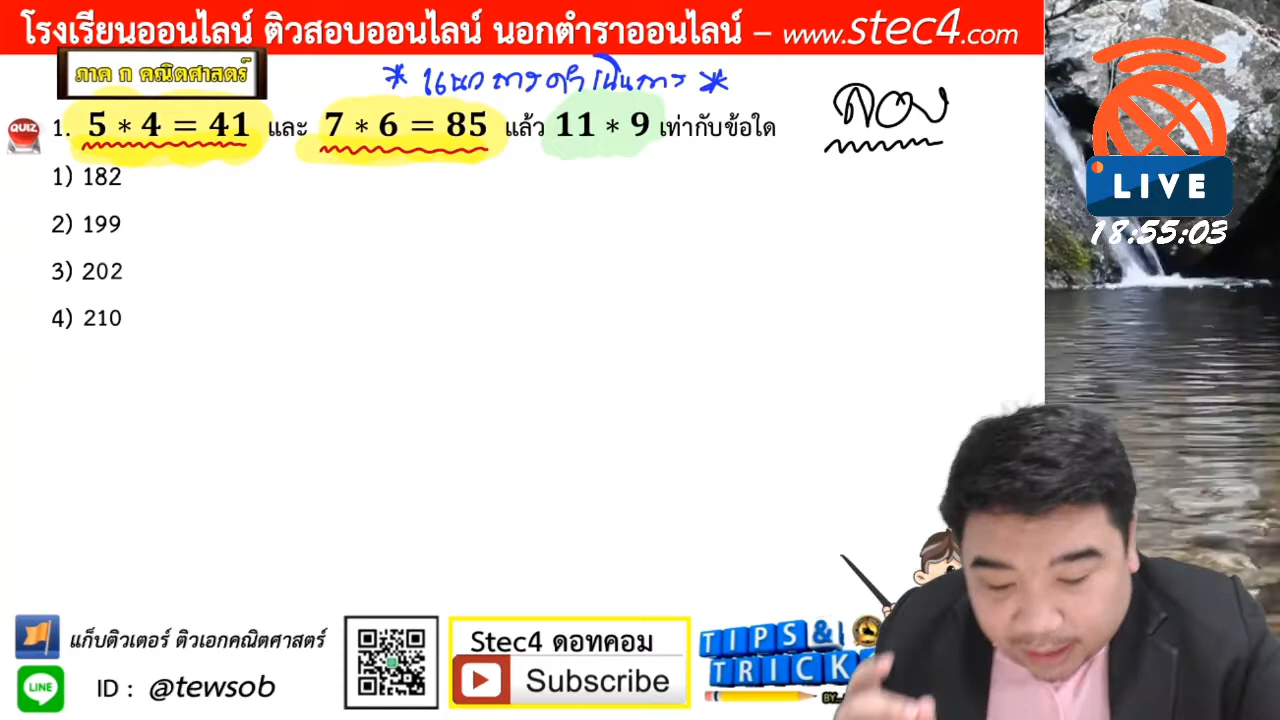 โรงเรียนออนไลน์ ติวสอบออนไลน์ นอกตำราออนไลน์ – www.stec4.com
ภาค ก คณิตศาสตร์
* แนวการดำเนินการ *
QUIZ 1. 5 * 4 = 41 และ 7 * 6 = 85 แล้ว 11 * 9 เท่ากับข้อใด
1) 182
2) 199
3) 202
4) 210
LIVE
18:55:03
แก็บติวเตอร์ ติวเอกคณิตศาสตร์
LINE ID : @tewsob
Stec4 ดอทคอม
Subscribe
TIPS &
TRICK